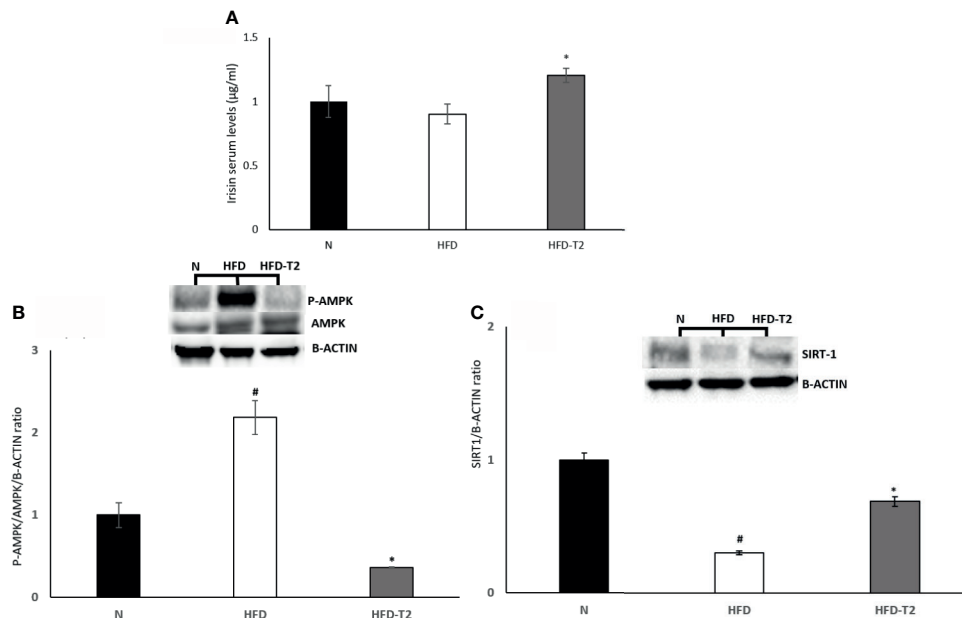 A
Irisin serum levels (µg/ml)
1.5
1
0.5
0
*
N HFD HFD-T2
B
N HFD HFD-T2
P-AMPK
AMPK
B-ACTIN
P-AMPK/AMPK/B-ACTIN ratio
3
2
1
0
#
*
N HFD HFD-T2
C
N HFD HFD-T2
SIRT-1
B-ACTIN
SIRT1/B-ACTIN ratio
2
1
0
#
*
N HFD HFD-T2